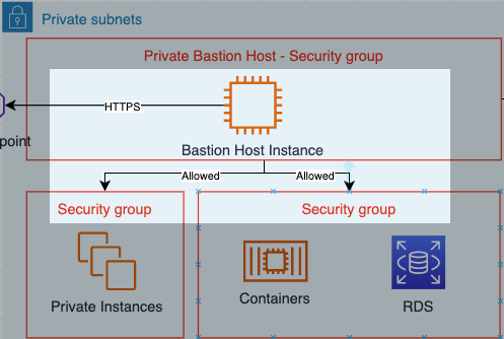 Private subnets
Private Bastion Host - Security group
HTTPS
point
Bastion Host Instance
Allowed
Allowed
Security group
Security group
Private Instances
Containers
RDS